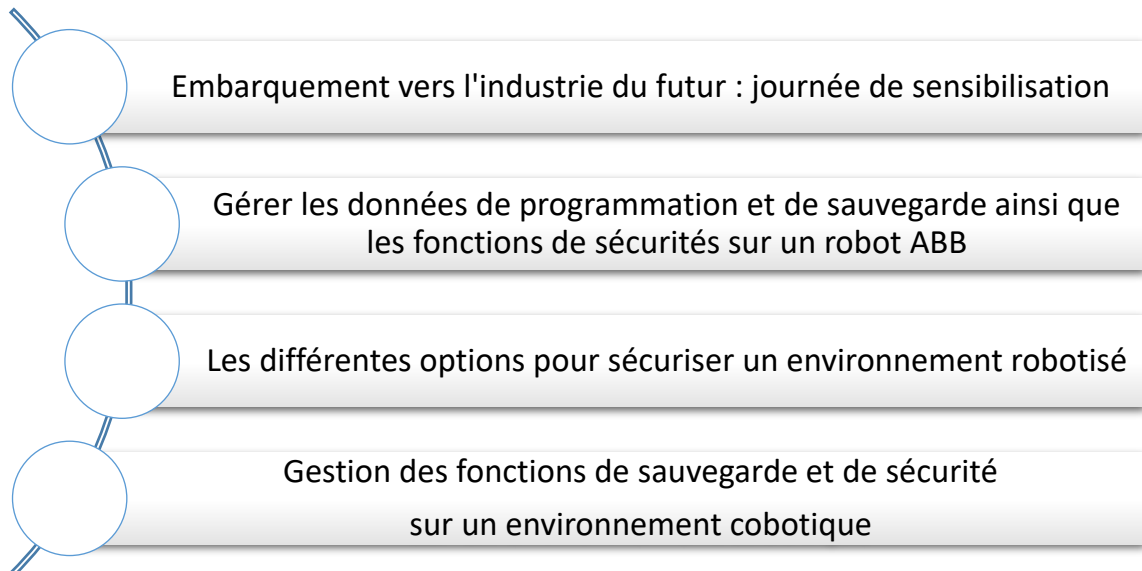 Embarquement vers l'industrie du futur : journée de sensibilisation
Gérer les données de programmation et de sauvegarde ainsi que
les fonctions de sécurités sur un robot ABB
Les différentes options pour sécuriser un environnement robotisé
Gestion des fonctions de sauvegarde et de sécurité
sur un environnement cobotique